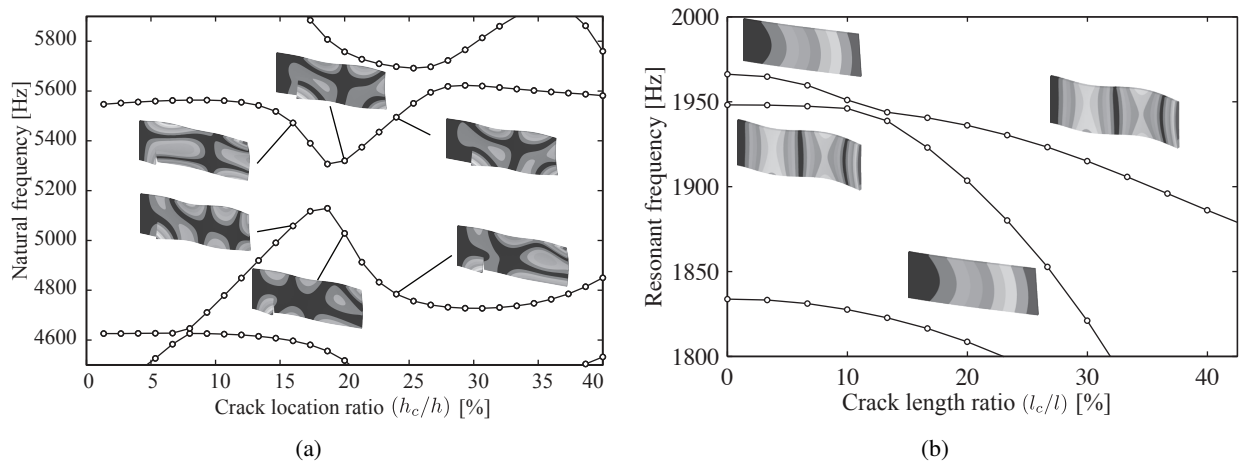 5800
5600
5400
5200
5000
4800
4600
Natural frequency [Hz]
0 5 10 15 20 25 30 35 40
Crack location ratio (h_c/h) [%]
(a)
2000
1950
1900
1850
1800
Resonant frequency [Hz]
0 10 20 30 40
Crack length ratio (l_c/l) [%]
(b)